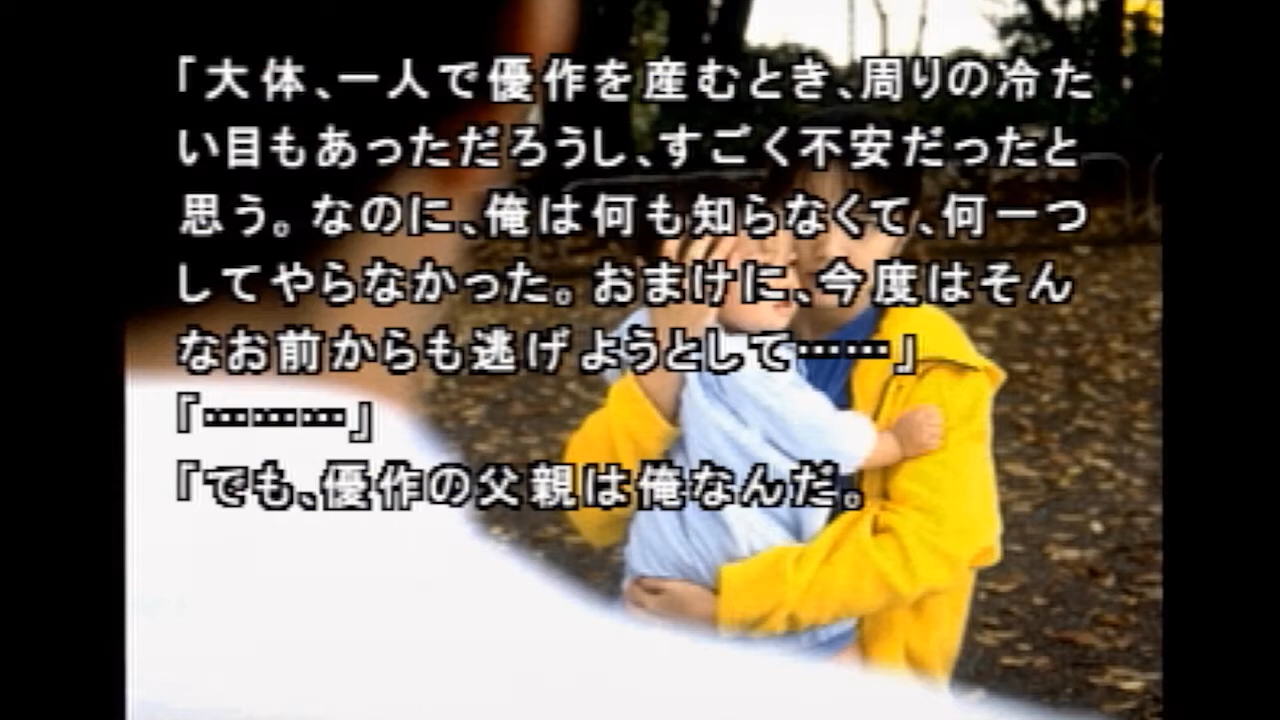 「大体、一人で優作を産むとき、周りの冷た
い目もあっただろうし、すごく不安だったと
思う。なのに、俺は何も知らなくて、何一つ
してやらなかった。おまけに、今度はそん
なお前からも逃げようとして……」
『………』
「でも、優作の父親は俺なんだ。